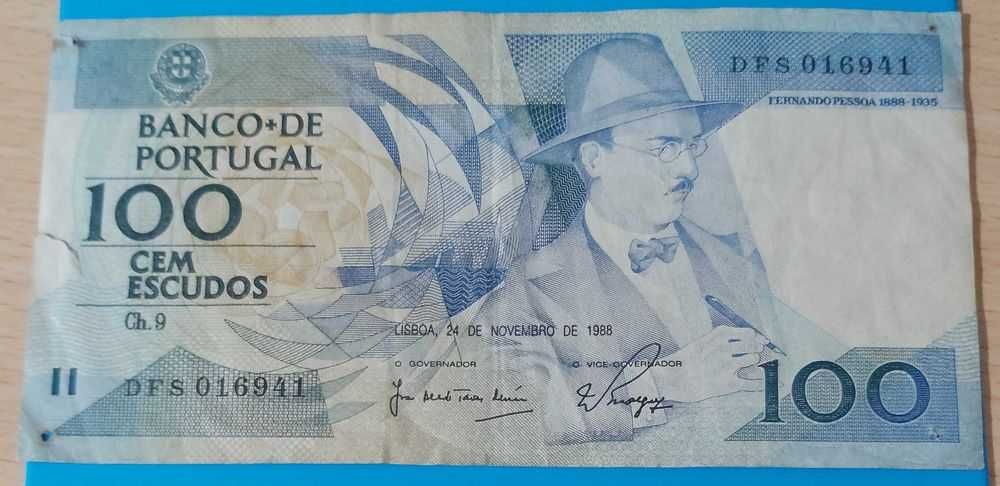 DFS 016941
FERNANDO PESSOA 1888-1935
BANCO+DE
PORTUGAL
100
CEM
ESCUDOS
Ch. 9
LISBOA, 24 DE NOVEMBRO DE 1988
O GOVERNADOR
O VICE-GOVERNADOR
DFS 016941
100